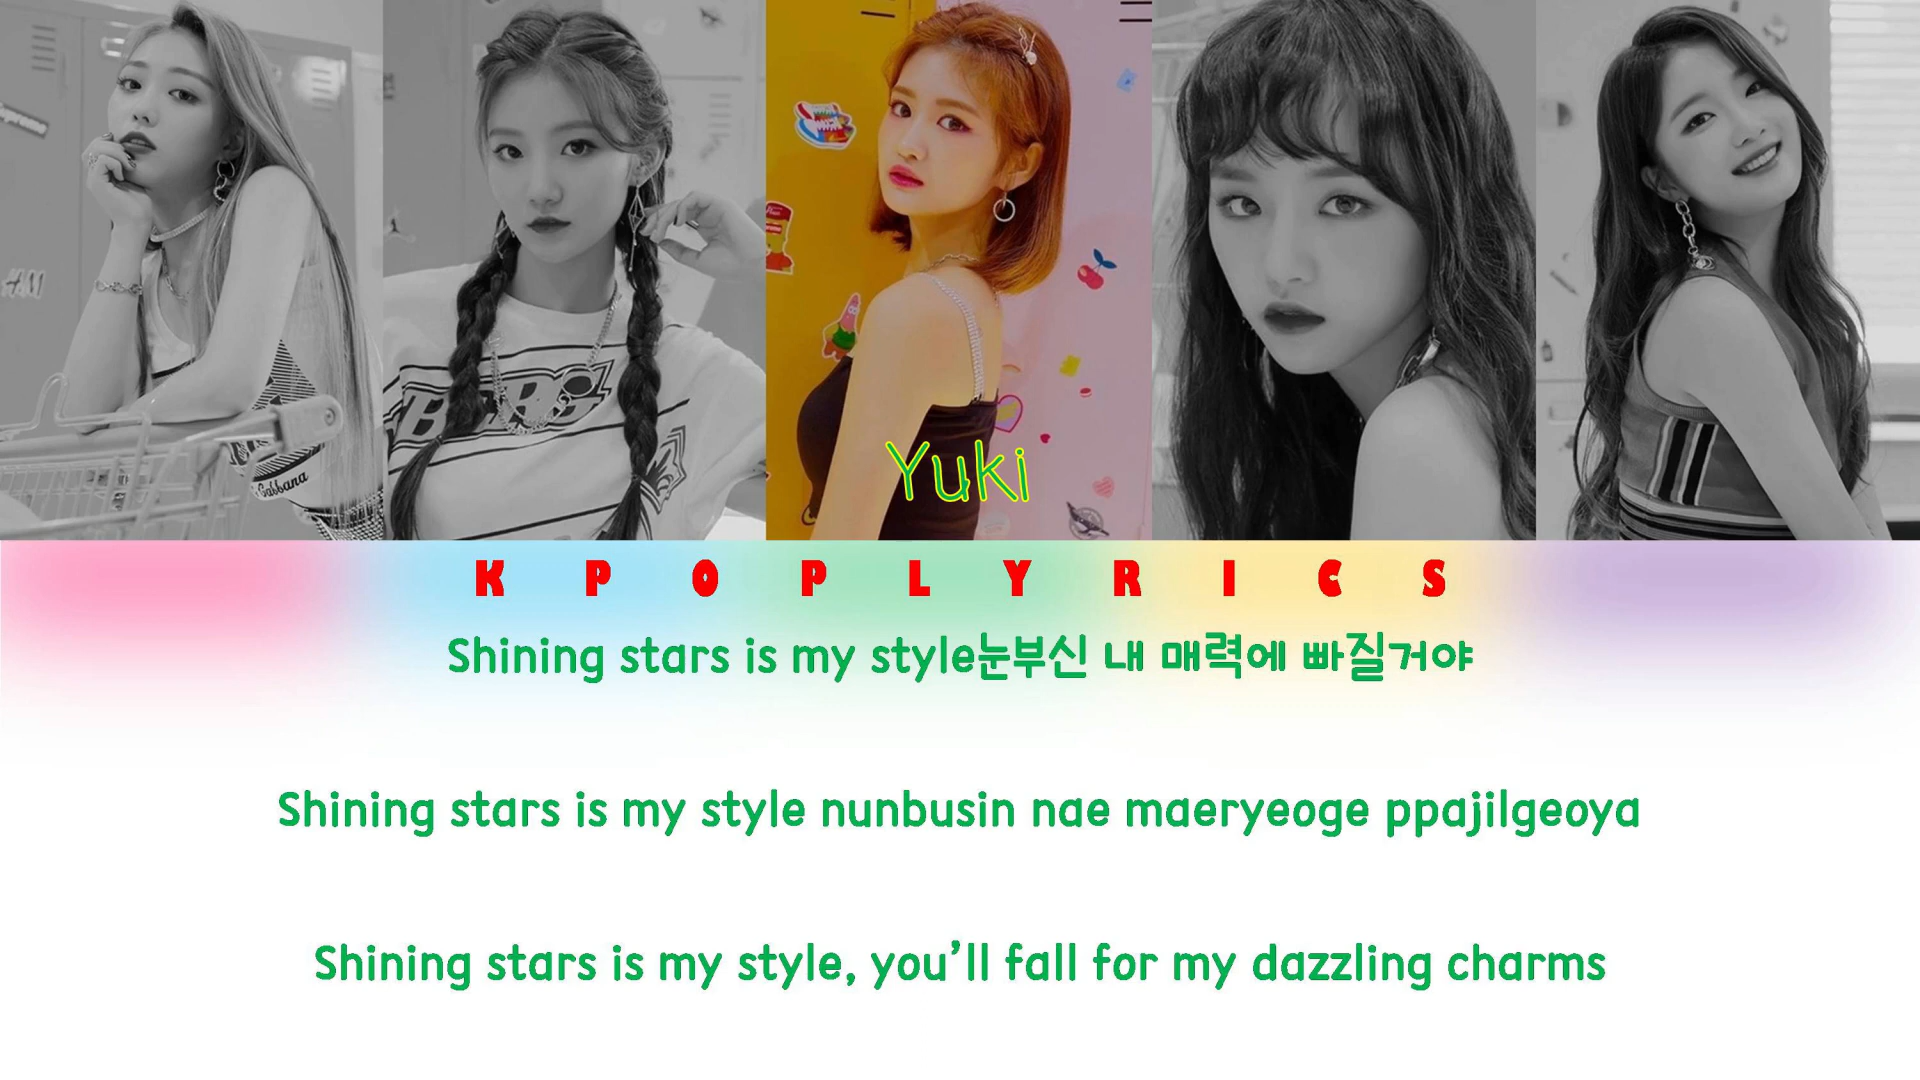 Supreme
Gabbana
Yuki
K P O P L Y R I C S
Shining stars is my style눈부신 내 매력에 빠질거야
Shining stars is my style nunbusin nae maeryeoge ppajilgeoya
Shining stars is my style, you'll fall for my dazzling charms